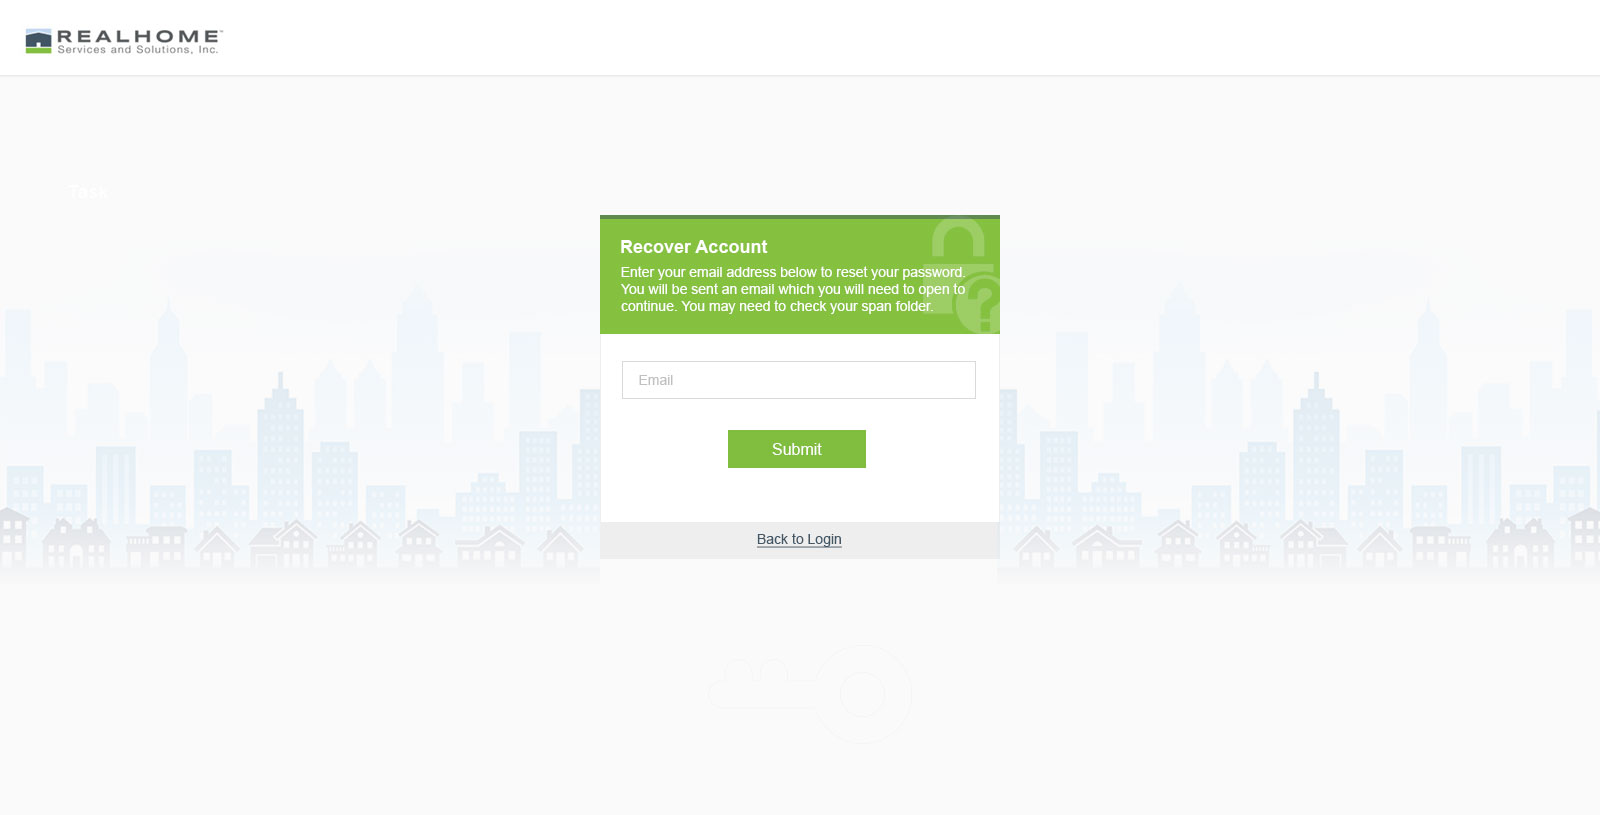 REALHOME™
Services and Solutions, Inc.
Task
Recover Account
Enter your email address below to reset your password.
You will be sent an email which you will need to open to
continue. You may need to check your span folder.
Email
Submit
Back to Login